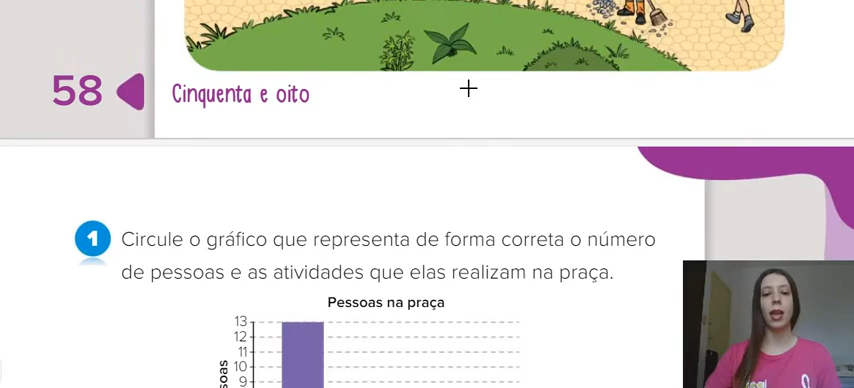 58
Cinquenta e oito
1 Circule o gráfico que representa de forma correta o número
de pessoas e as atividades que elas realizam na praça.
Pessoas na praça
13
12
11
10
9